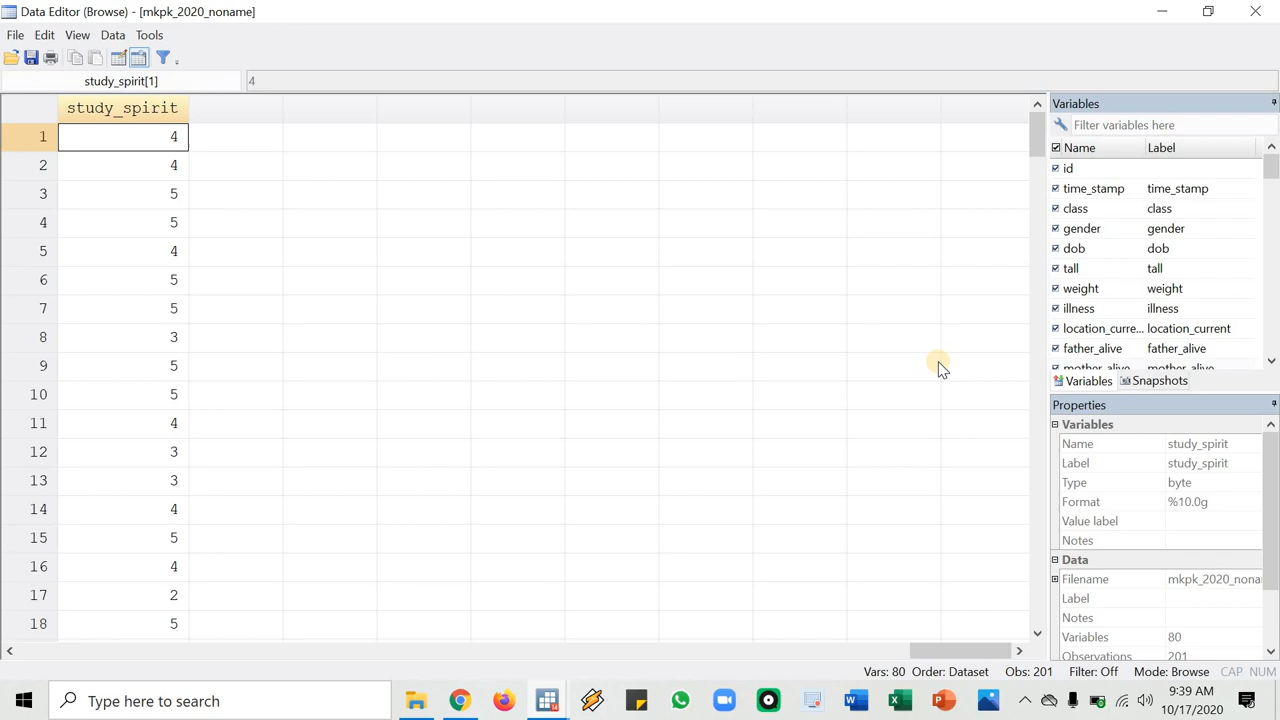 Data Editor (Browse) - [mkpk_2020_noname]
File Edit View Data Tools
study_spirit[1] 4
study_spirit
1 4
2 4
3 5
4 5
5 4
6 5
7 5
8 3
9 5
10 5
11 4
12 3
13 3
14 4
15 5
16 4
17 2
18 5
Variables
Filter variables here
Name Label
id
time_stamp time_stamp
class class
gender gender
dob dob
tall tall
weight weight
illness illness
location_curre... location_current
father_alive father_alive
mother_alive mother_alive
Variables Snapshots
Properties
Variables
Name study_spirit
Label study_spirit
Type byte
Format %10.0g
Value label
Notes
Data
Filename mkpk_2020_nona
Label
Notes
Variables 80
Observations 201
Vars: 80 Order: Dataset Obs: 201 Filter: Off Mode: Browse CAP NUM
Type here to search
9:39 AM
10/17/2020